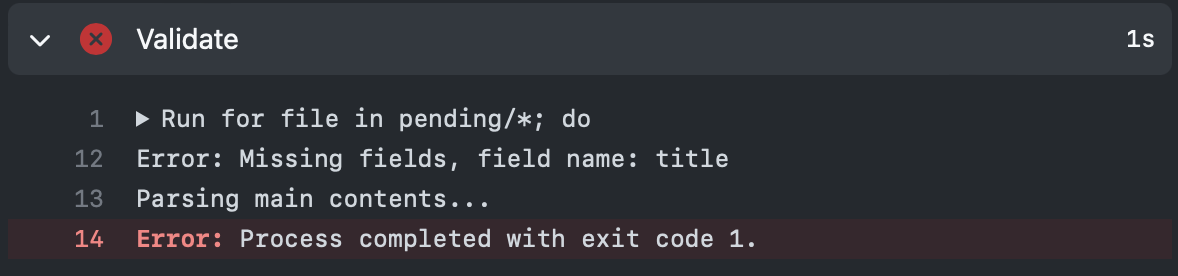 Validate 1s
1 Run for file in pending/*; do
12 Error: Missing fields, field name: title
13 Parsing main contents...
14 Error: Process completed with exit code 1.